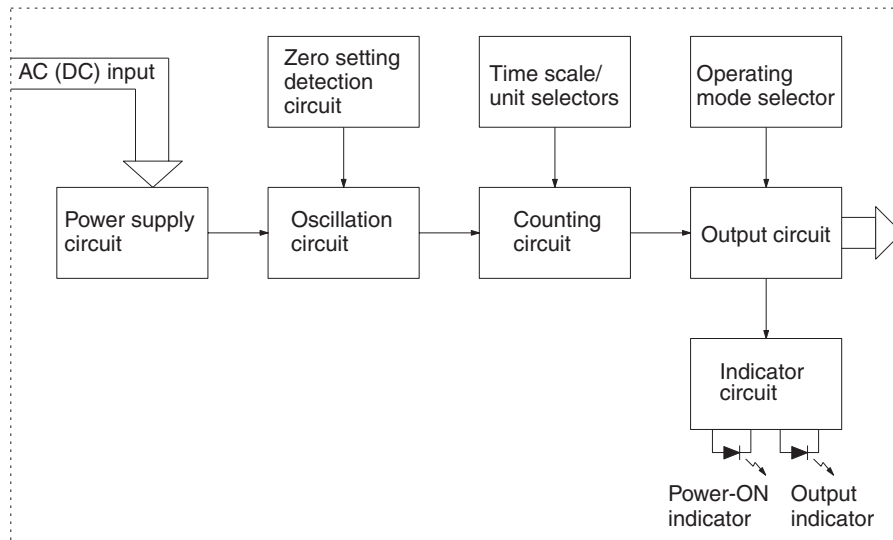 AC (DC) input
Zero setting
detection
circuit
Time scale/
unit selectors
Operating
mode selector
Power supply
circuit
Oscillation
circuit
Counting
circuit
Output circuit
Indicator
circuit
Power-ON
indicator
Output
indicator